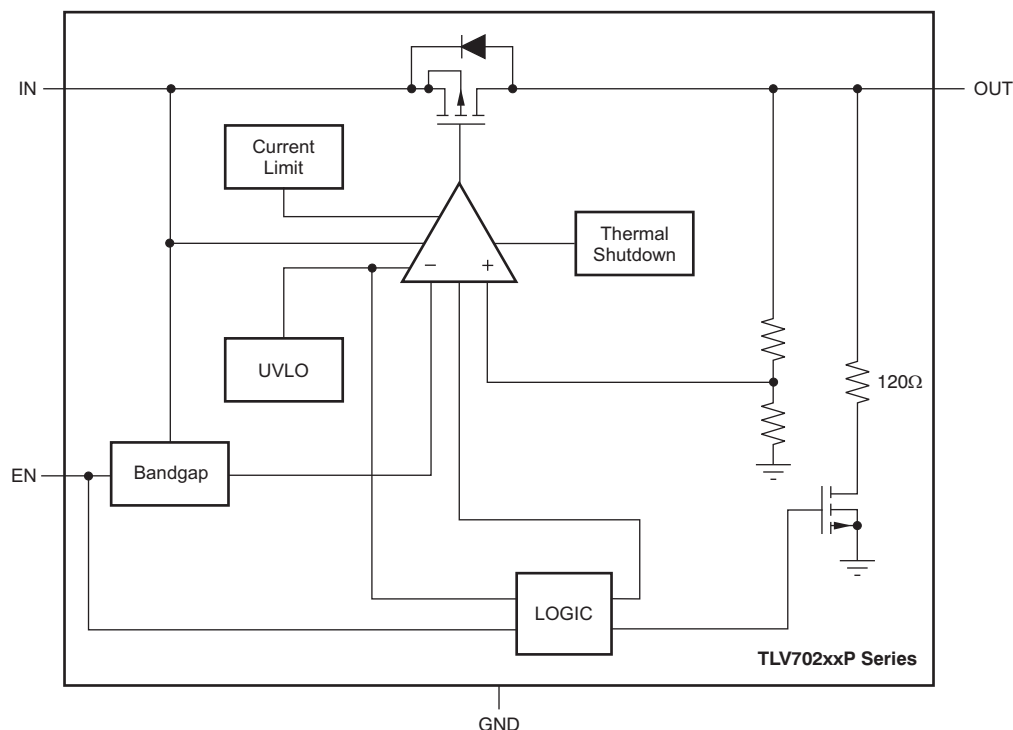 IN
OUT
Current
Limit
Thermal
Shutdown
−
+
UVLO
120Ω
EN
Bandgap
LOGIC
TLV702xxP Series
GND